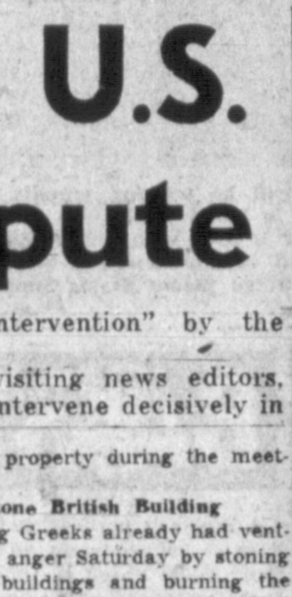 U.S.
pute
ntervention" by the
visiting news editors,
ntervene decisively in
property during the meet-
one British Building
g Greeks already had vent-
anger Saturday by stoning
buildings and burning the